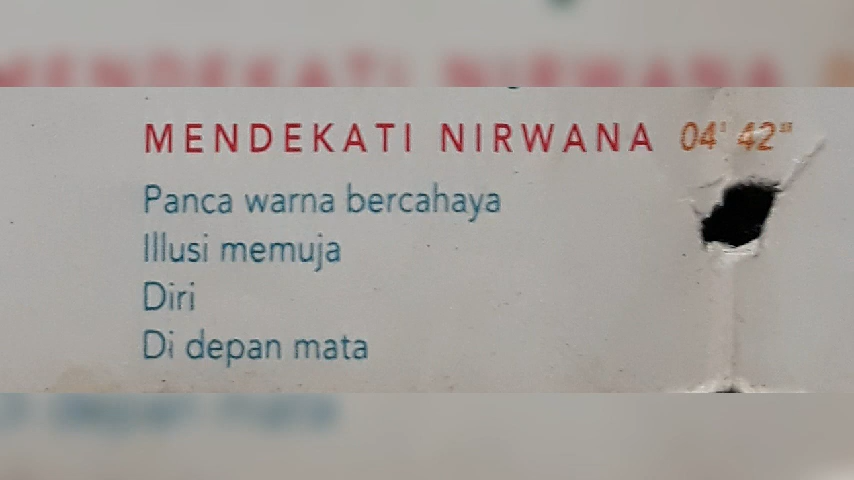 MENDEKATI NIRWANA 04' 42"
Panca warna bercahaya
Illusi memuja
Diri
Di depan mata